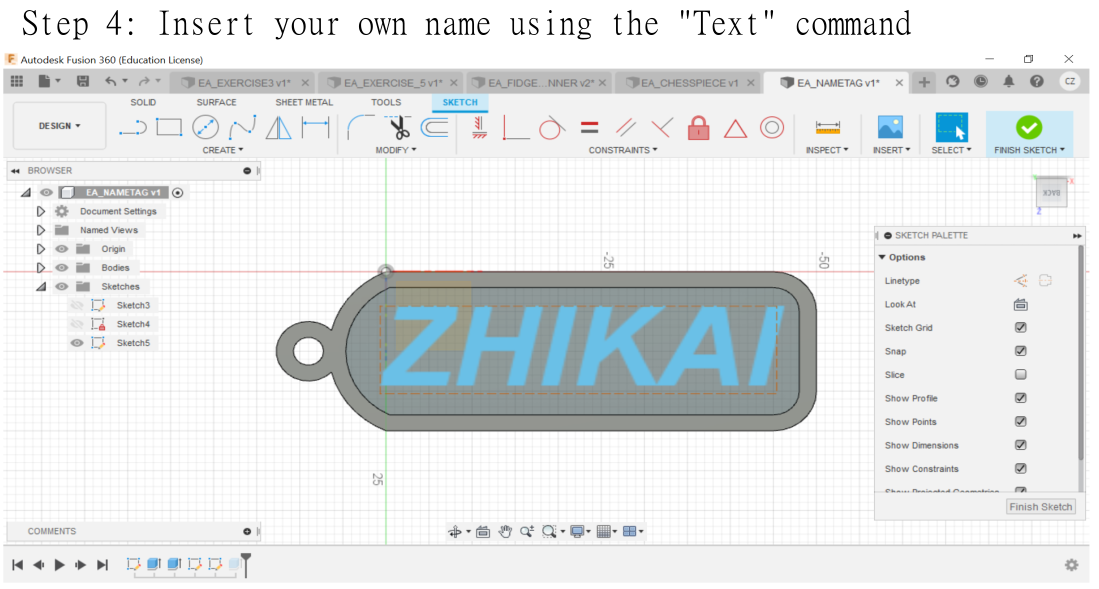 Step 4: Insert your own name using the "Text" command
Autodesk Fusion 360 (Education License)
EA_EXERCISE3 v1* EA_EXERCISE_5 v1* EA_FIDGE...NNER v2* EA_CHESSPIECE v1 EA_NAMETAG v1* CZ
SOLID SURFACE SHEET METAL TOOLS SKETCH
DESIGN
CREATE MODIFY CONSTRAINTS INSPECT INSERT SELECT FINISH SKETCH
BROWSER
EA_NAMETAG v1
Document Settings
Named Views
Origin
Bodies
Sketches
Sketch3
Sketch4
Sketch5
BACK
X
Z
-25
-50
ZHIKAI
25
SKETCH PALETTE
Options
Linetype
Look At
Sketch Grid
Snap
Slice
Show Profile
Show Points
Show Dimensions
Show Constraints
Show Projected Geometries
Finish Sketch
COMMENTS